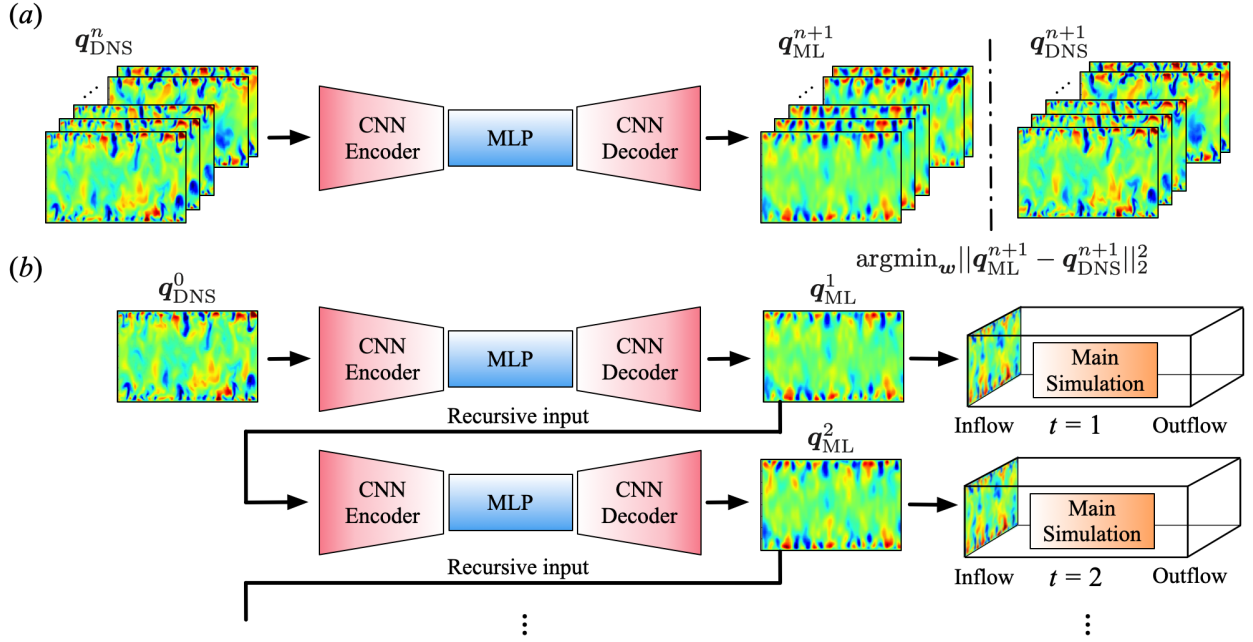 (a)
q^n_DNS
q^{n+1}_ML
q^{n+1}_DNS
...
...
...
CNN
Encoder
MLP
CNN
Decoder
argmin_w||q^{n+1}_ML − q^{n+1}_DNS||^2_2
(b)
q^0_DNS
q^1_ML
CNN
Encoder
MLP
CNN
Decoder
Main
Simulation
Recursive input
Inflow
t = 1
Outflow
q^2_ML
CNN
Encoder
MLP
CNN
Decoder
Main
Simulation
Recursive input
Inflow
t = 2
Outflow
⋮
⋮